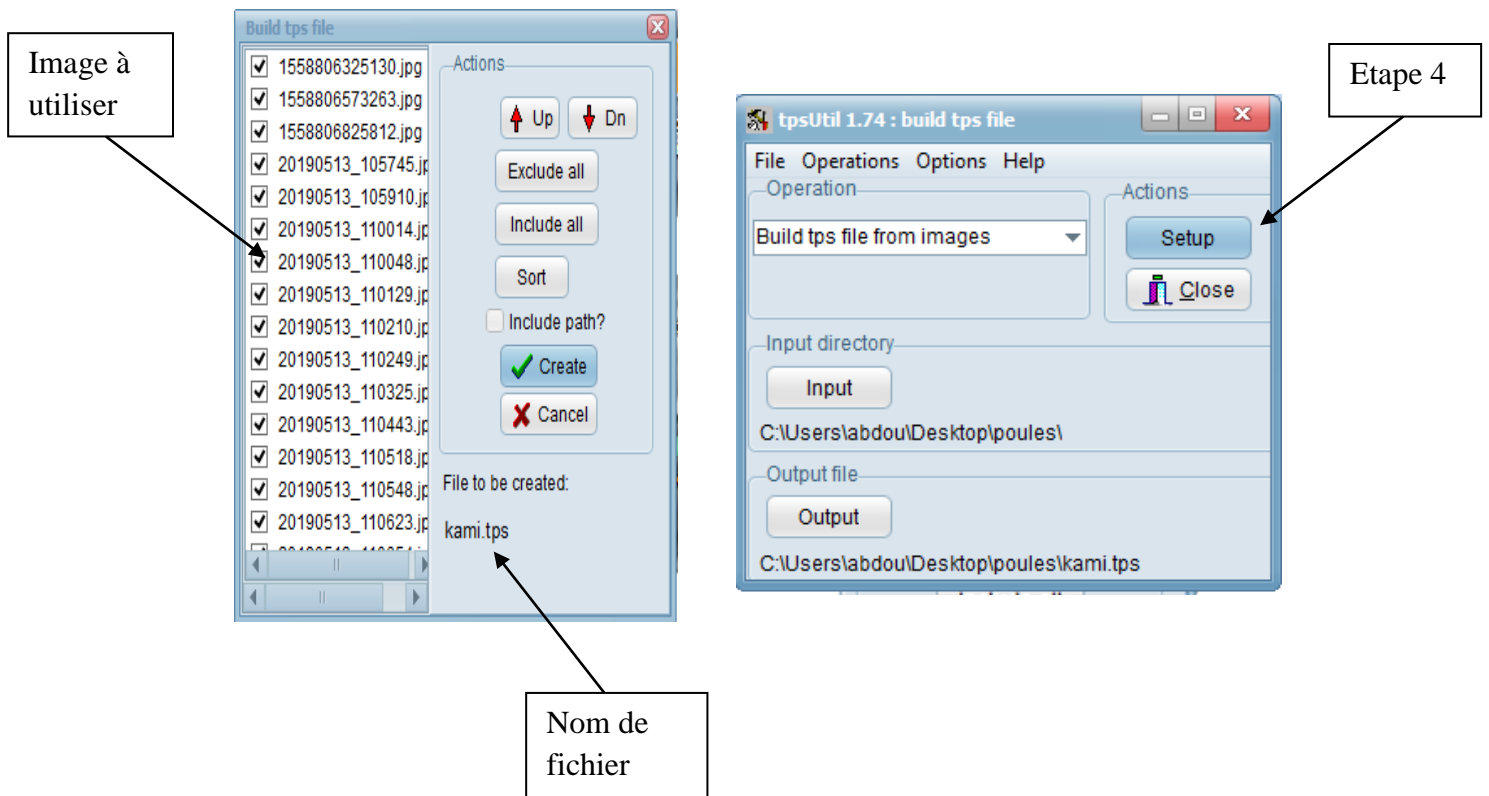 Image à
utiliser
Build tps file
1558806325130.jpg
1558806573263.jpg
1558806825812.jpg
20190513_105745.jp
20190513_105910.jp
20190513_110014.jp
20190513_110048.jp
20190513_110129.jp
20190513_110210.jp
20190513_110249.jp
20190513_110325.jp
20190513_110443.jp
20190513_110518.jp
20190513_110548.jp
20190513_110623.jp
Actions
Up Dn
Exclude all
Include all
Sort
Include path?
Create
Cancel
File to be created:
kami.tps
Nom de
fichier
Etape 4
tpsUtil 1.74 : build tps file
File Operations Options Help
Operation
Build tps file from images
Actions
Setup
Close
Input directory
Input
C:\Users\abdou\Desktop\poules\
Output file
Output
C:\Users\abdou\Desktop\poules\kami.tps